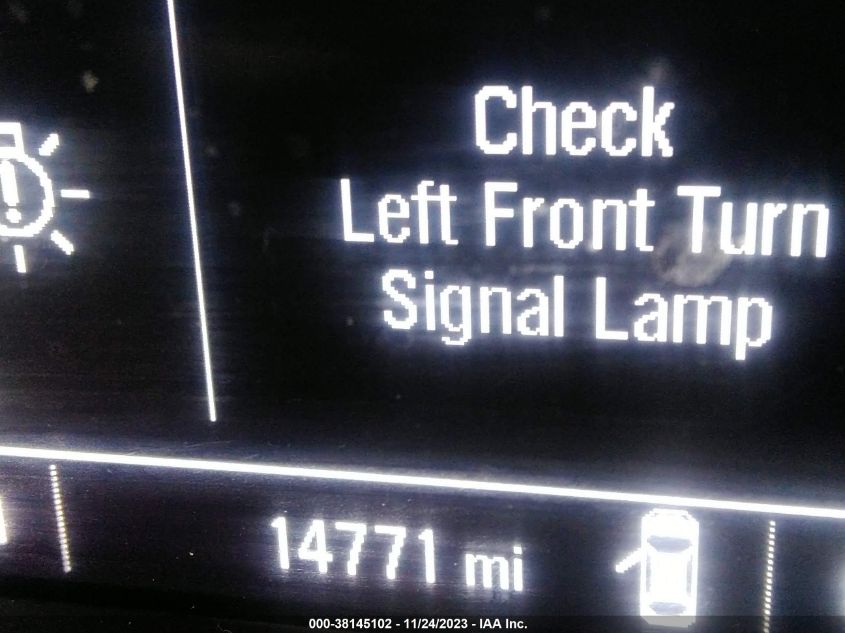 Check
Left Front Turn
Signal Lamp
14771 mi
000-38145102 - 11/24/2023 - IAA Inc.